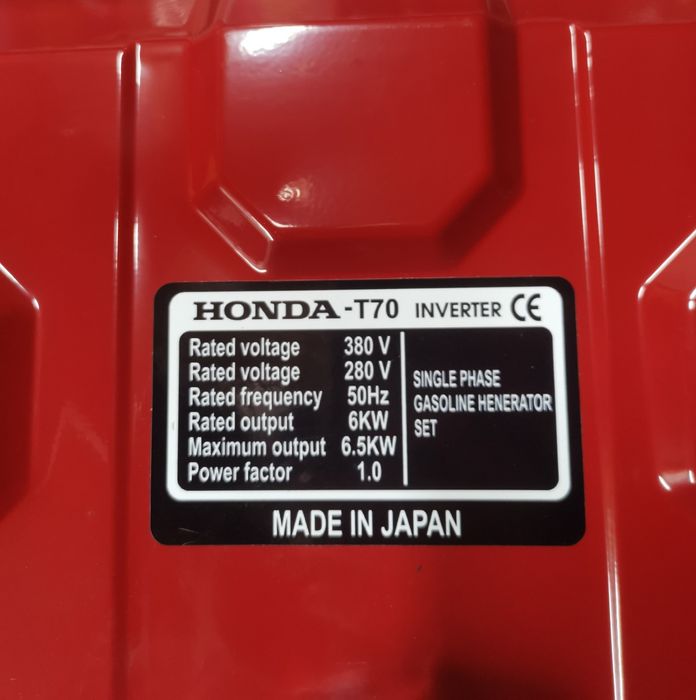 HONDA -T70 INVERTER CE
Rated voltage 380 V
Rated voltage 280 V
Rated frequency 50Hz
Rated output 6KW
Maximum output 6.5KW
Power factor 1.0
SINGLE PHASE
GASOLINE HENERATOR
SET
MADE IN JAPAN